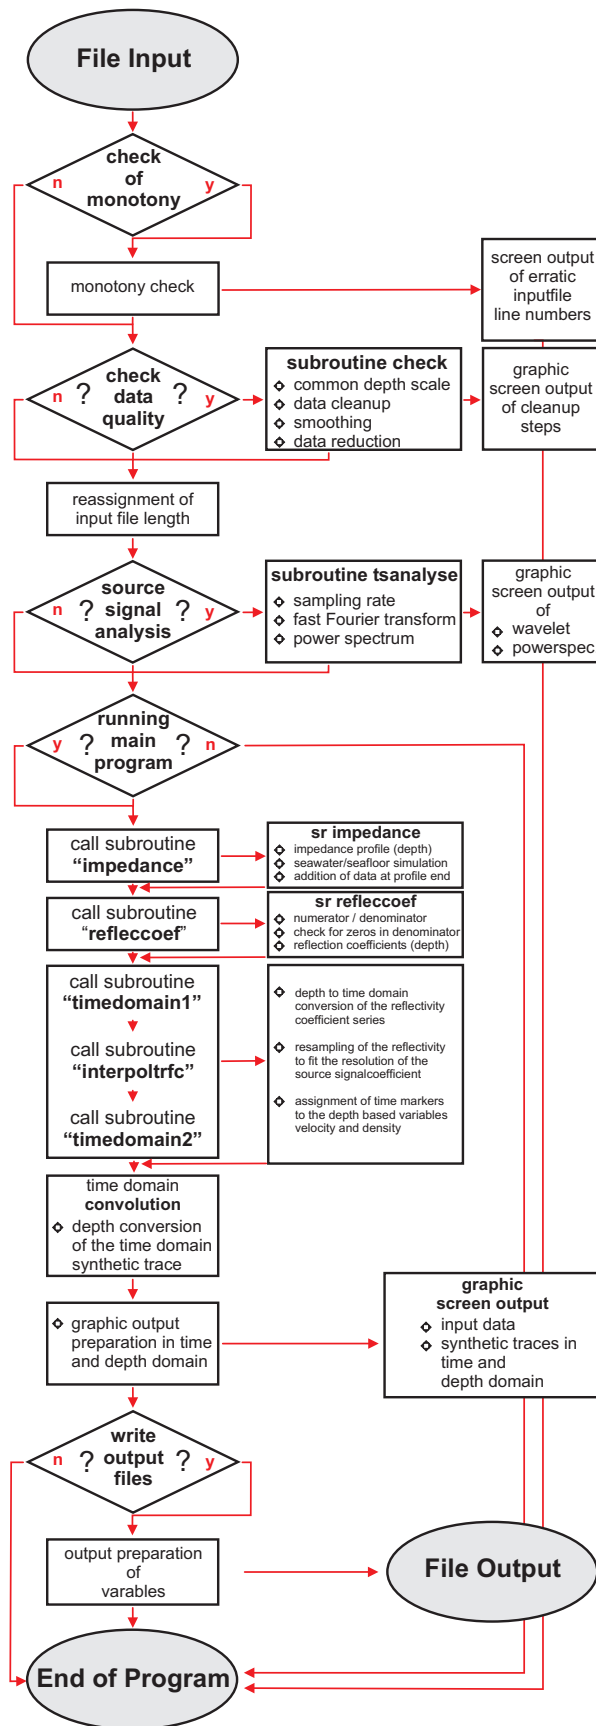 File Input
check
of
monotony
n
y
monotony check
screen output
of erratic
inputfile
line numbers
check
data
quality
n ? ? y
subroutine check
common depth scale
data cleanup
smoothing
data reduction
graphic
screen output
of cleanup
steps
reassignment of
input file length
source
signal
analysis
n ? ? y
subroutine tsanalyse
sampling rate
fast Fourier transform
power spectrum
graphic
screen output
of
wavelet
powerspec
running
main
program
y ? ? n
call subroutine
“impedance”
sr impedance
impedance profile (depth)
seawater/seafloor simulation
addition of data at profile end
call subroutine
“refleccoef”
sr refleccoef
numerator / denominator
check for zeros in denominator
reflection coefficients (depth)
call subroutine
“timedomain1”
call subroutine
“interpoltrfc”
call subroutine
“timedomain2”
depth to time domain
conversion of the reflectivity
coefficient series
resampling of the reflectivity
to fit the resolution of the
source signalcoefficient
assignment of time markers
to the depth based variables
velocity and density
time domain
convolution
depth conversion
of the time domain
synthetic trace
graphic output
preparation in time
and depth domain
graphic
screen output
input data
synthetic traces in
time and
depth domain
write
output
files
n ? ? y
output preparation
of
variables
File Output
End of Program